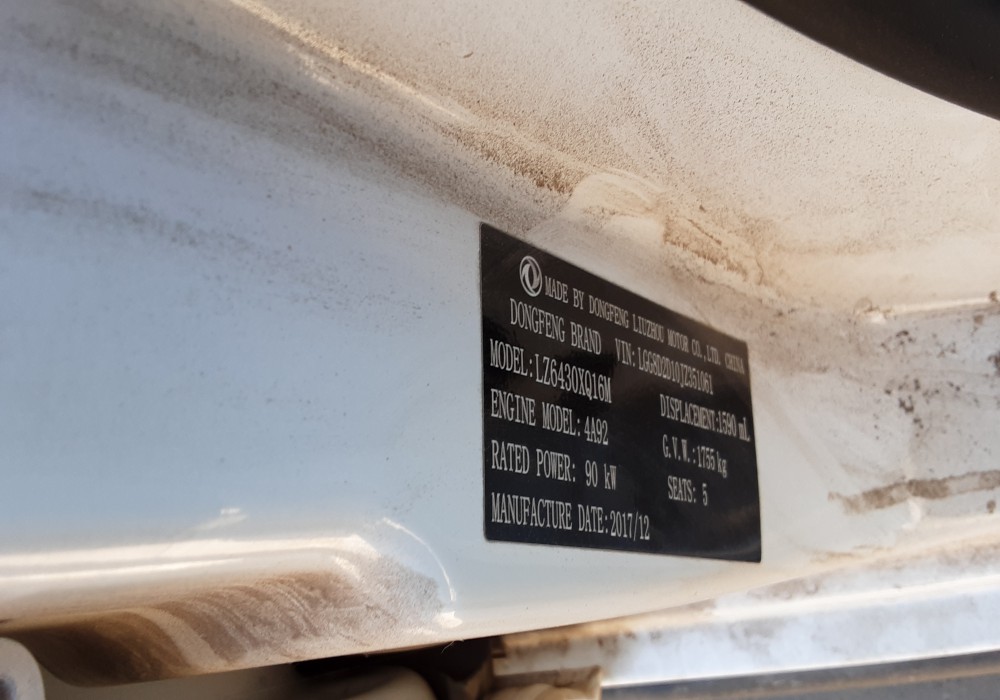 MADE BY DONGFENG LIUZHOU MOTOR CO.,LTD. CHINA
DONGFENG BRAND VIN: LGG8D2D10JZ351061
MODEL: LZ6430XQ16M
DISPLACEMENT:1590 mL
ENGINE MODEL: 4A92
G.V.W.:1755 kg
RATED POWER: 90 kW
SEATS: 5
MANUFACTURE DATE:2017/12